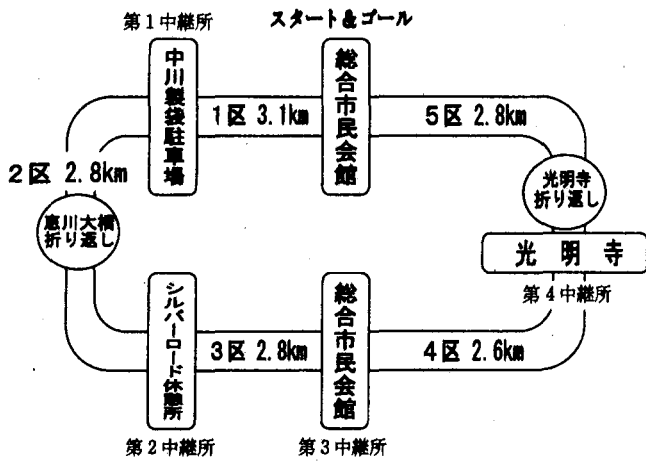 第1中継所
スタート&ゴール
中川製袋駐車場
1区 3.1km
総合市民会館
5区 2.8km
2区 2.8km
恵川大橋
折り返し
光明寺
折り返し
光明寺
第4中継所
シルバーロード休憩所
3区 2.8km
総合市民会館
4区 2.6km
第2中継所
第3中継所